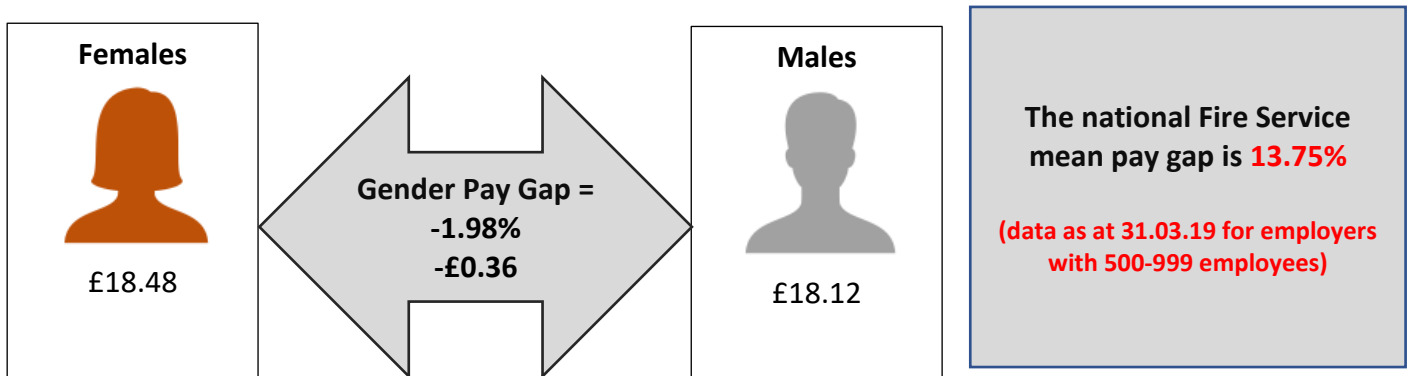 Females
£18.48
Gender Pay Gap =
-1.98%
-£0.36
Males
£18.12
The national Fire Service
mean pay gap is 13.75%
(data as at 31.03.19 for employers
with 500-999 employees)